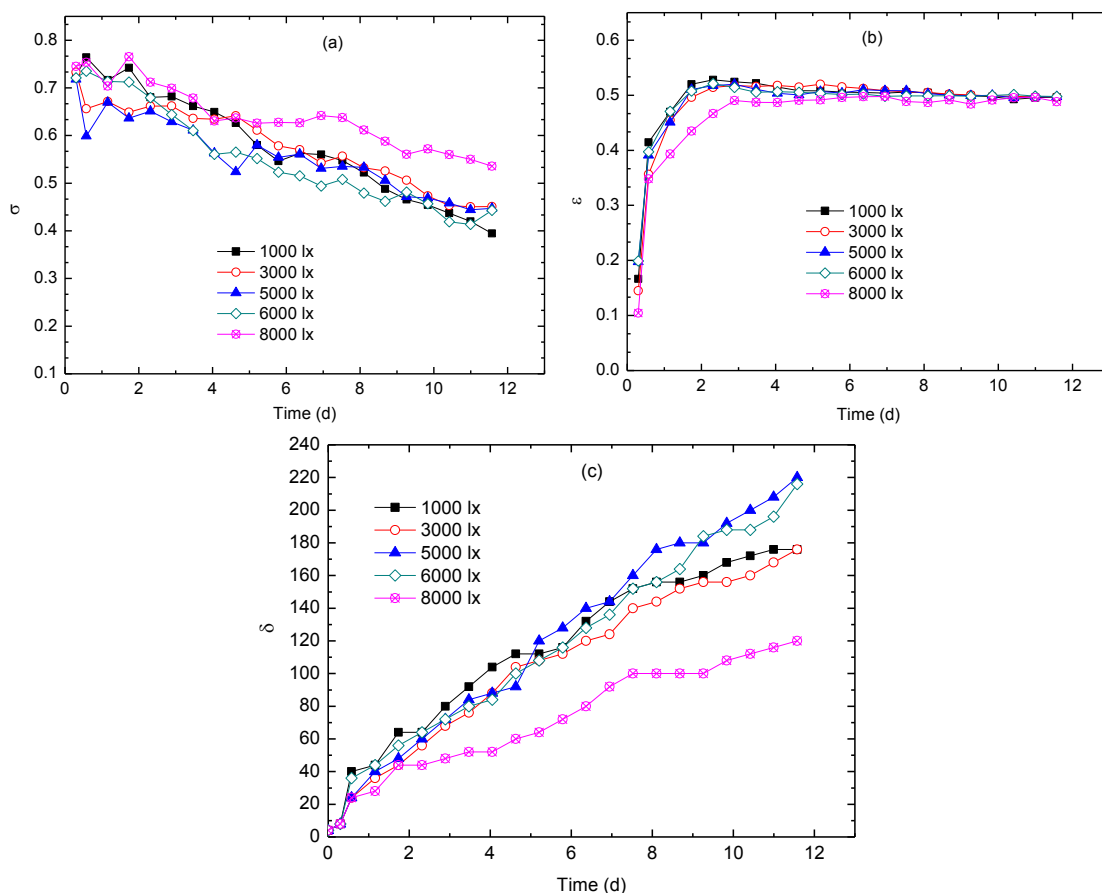 (a)
0.8
0.7
0.6
0.5
0.4
0.3
0.2
0.1
σ
1000 lx
3000 lx
5000 lx
6000 lx
8000 lx
0 2 4 6 8 10 12
Time (d)
(b)
0.6
0.5
0.4
0.3
0.2
0.1
0.0
ε
1000 lx
3000 lx
5000 lx
6000 lx
8000 lx
0 2 4 6 8 10 12
Time (d)
(c)
240
220
200
180
160
140
120
100
80
60
40
20
0
δ
1000 lx
3000 lx
5000 lx
6000 lx
8000 lx
0 2 4 6 8 10 12
Time (d)